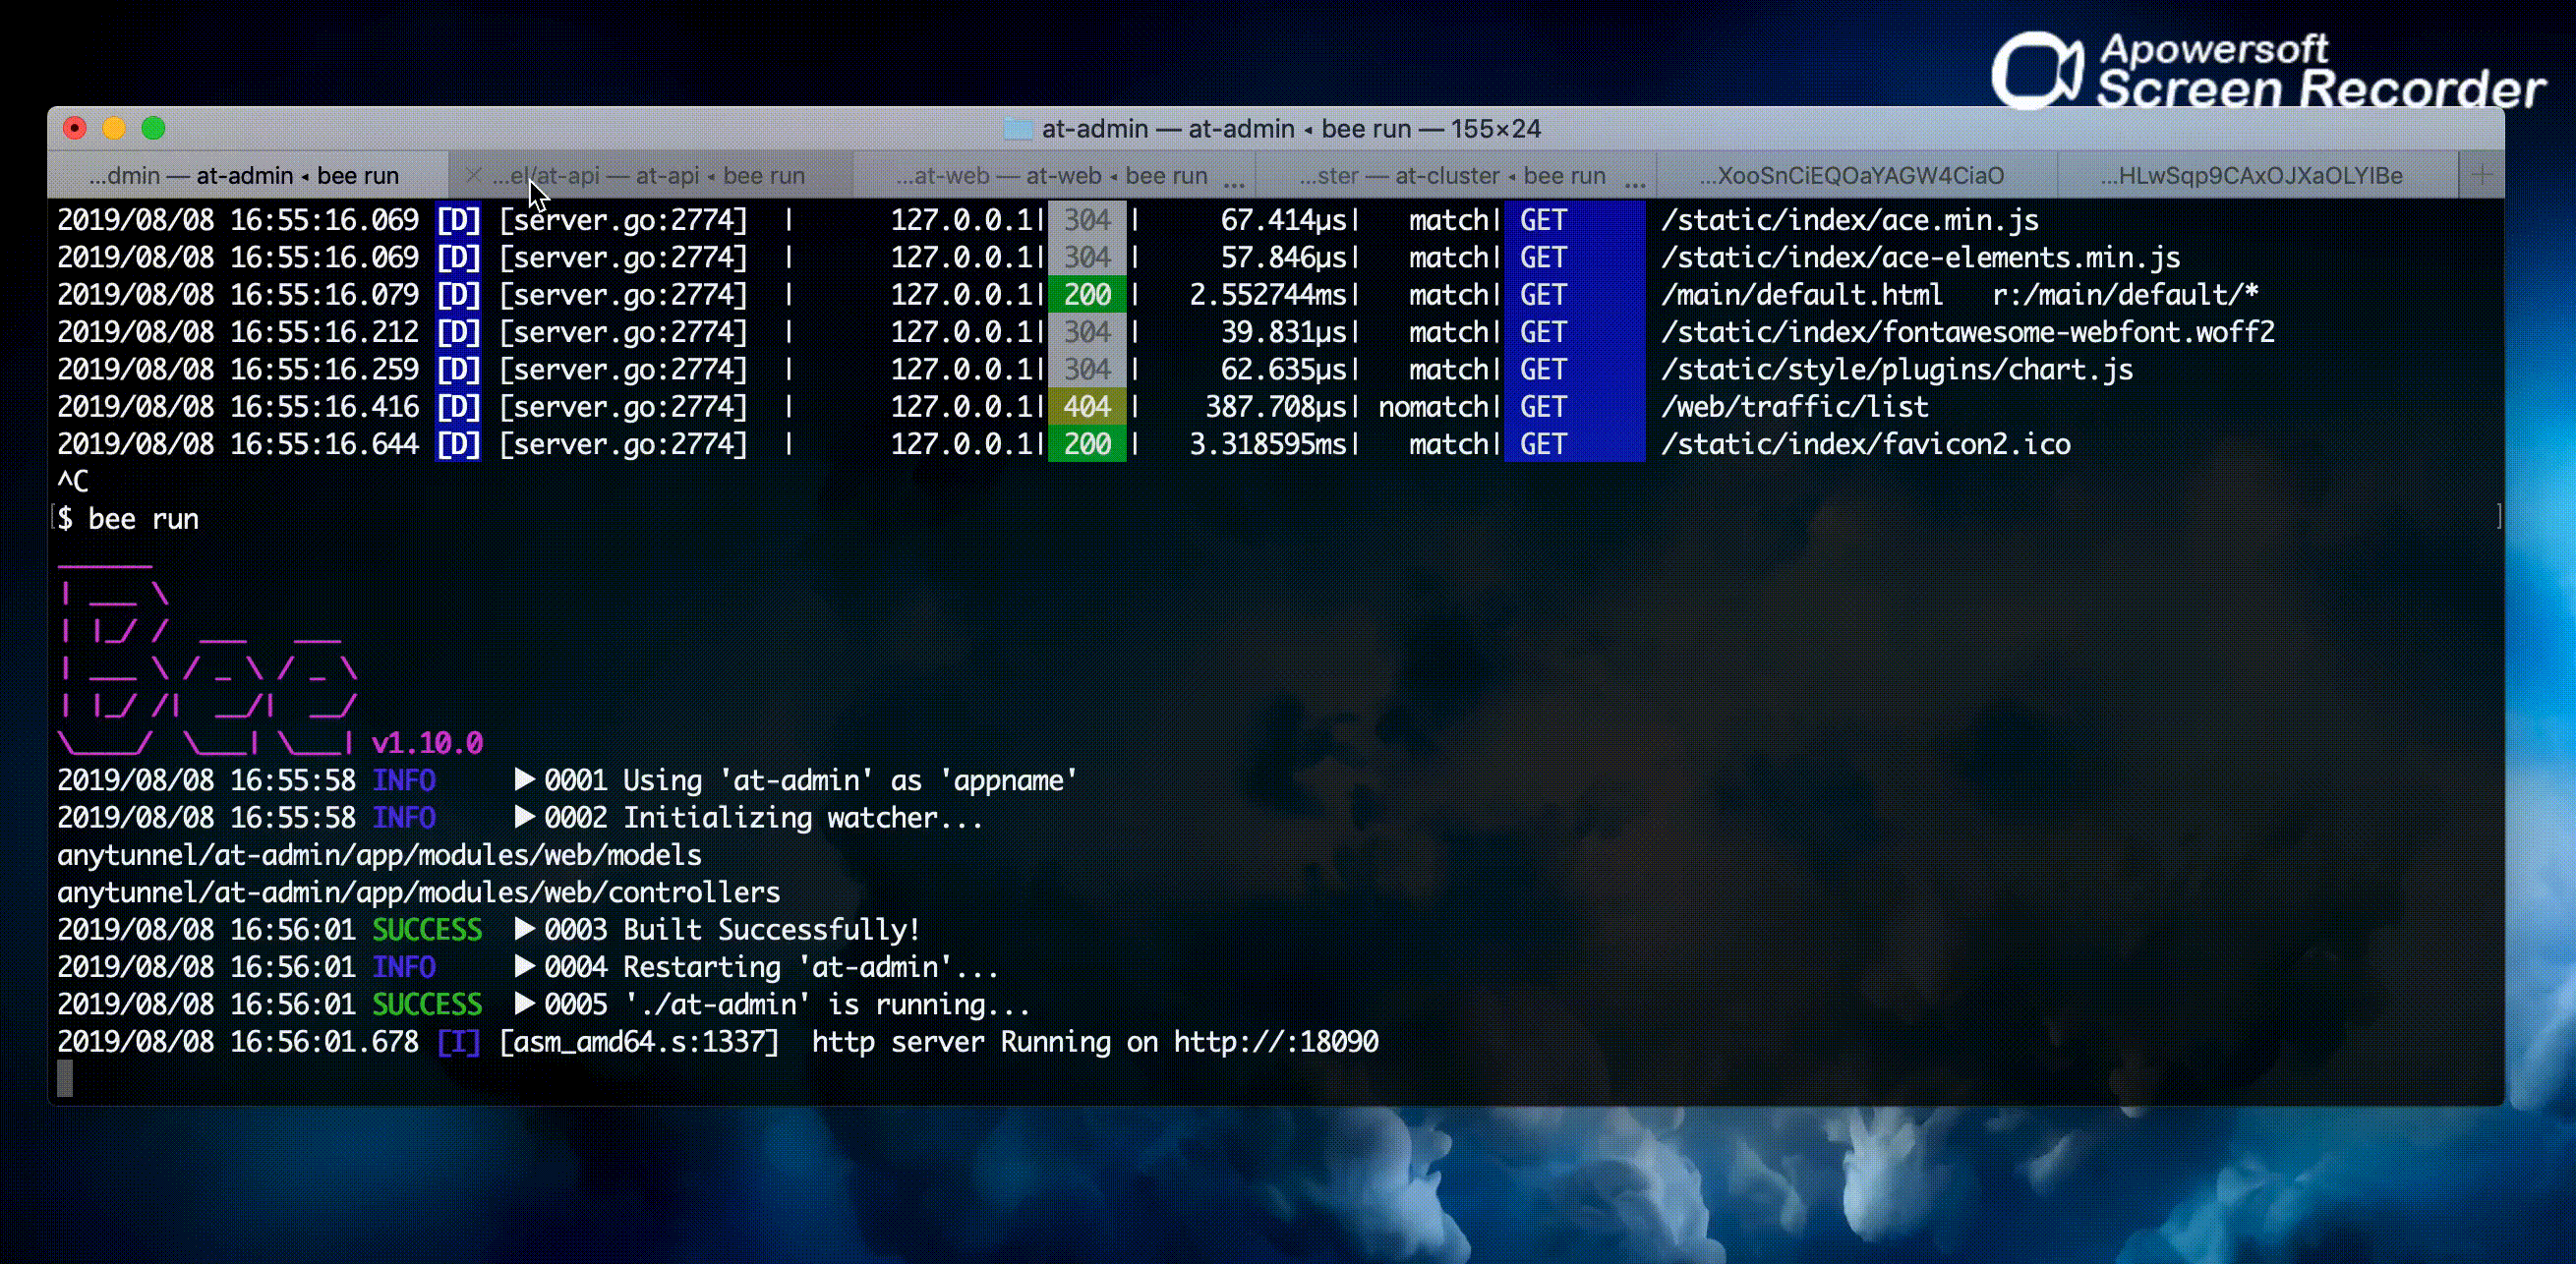 Apowersoft
Screen Recorder
at-admin — at-admin ◂ bee run — 155×24
...dmin — at-admin ◂ bee run ...el/at-api — at-api ◂ bee run ...at-web — at-web ◂ bee run ... ...ster — at-cluster ◂ bee run ... ...XooSnCiEQOaYAGW4CiaO ...HLwSqp9CAxOJXaOLYIBe +
2019/08/08 16:55:16.069 [D] [server.go:2774] | 127.0.0.1| 304 | 67.414µs| match| GET /static/index/ace.min.js
2019/08/08 16:55:16.069 [D] [server.go:2774] | 127.0.0.1| 304 | 57.846µs| match| GET /static/index/ace-elements.min.js
2019/08/08 16:55:16.079 [D] [server.go:2774] | 127.0.0.1| 200 | 2.552744ms| match| GET /main/default.html r:/main/default/*
2019/08/08 16:55:16.212 [D] [server.go:2774] | 127.0.0.1| 304 | 39.831µs| match| GET /static/index/fontawesome-webfont.woff2
2019/08/08 16:55:16.259 [D] [server.go:2774] | 127.0.0.1| 304 | 62.635µs| match| GET /static/style/plugins/chart.js
2019/08/08 16:55:16.416 [D] [server.go:2774] | 127.0.0.1| 404 | 387.708µs| nomatch| GET /web/traffic/list
2019/08/08 16:55:16.644 [D] [server.go:2774] | 127.0.0.1| 200 | 3.318595ms| match| GET /static/index/favicon2.ico
^C
[$ bee run ]
______
| ___ \
| |_/ /  ___   ___
| ___ \ / _ \ / _ \
| |_/ /|  __/|  __/
\____/  \___| \___| v1.10.0
2019/08/08 16:55:58 INFO ▶ 0001 Using 'at-admin' as 'appname'
2019/08/08 16:55:58 INFO ▶ 0002 Initializing watcher...
anytunnel/at-admin/app/modules/web/models
anytunnel/at-admin/app/modules/web/controllers
2019/08/08 16:56:01 SUCCESS ▶ 0003 Built Successfully!
2019/08/08 16:56:01 INFO ▶ 0004 Restarting 'at-admin'...
2019/08/08 16:56:01 SUCCESS ▶ 0005 './at-admin' is running...
2019/08/08 16:56:01.678 [I] [asm_amd64.s:1337] http server Running on http://:18090